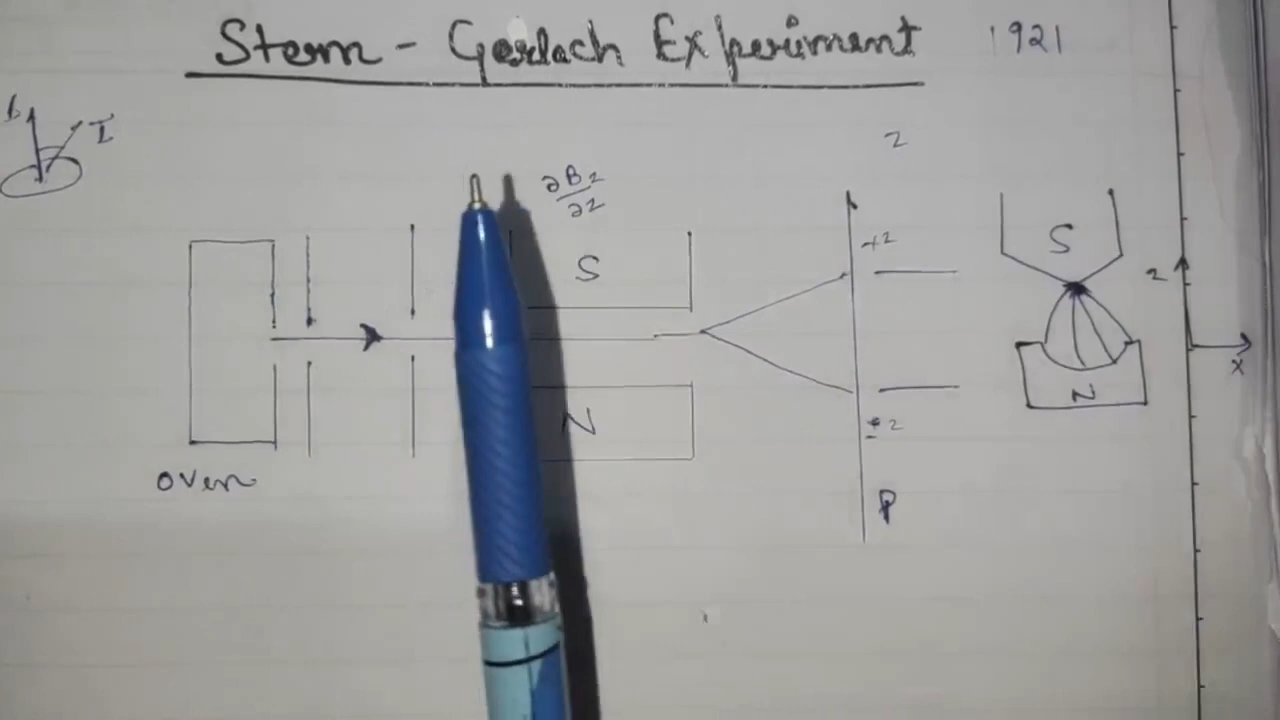 Stern - Gerlach Experiment 1921
I
z
∂Bz
∂z
+z
S
S
z
x
N
N
±z
oven
P